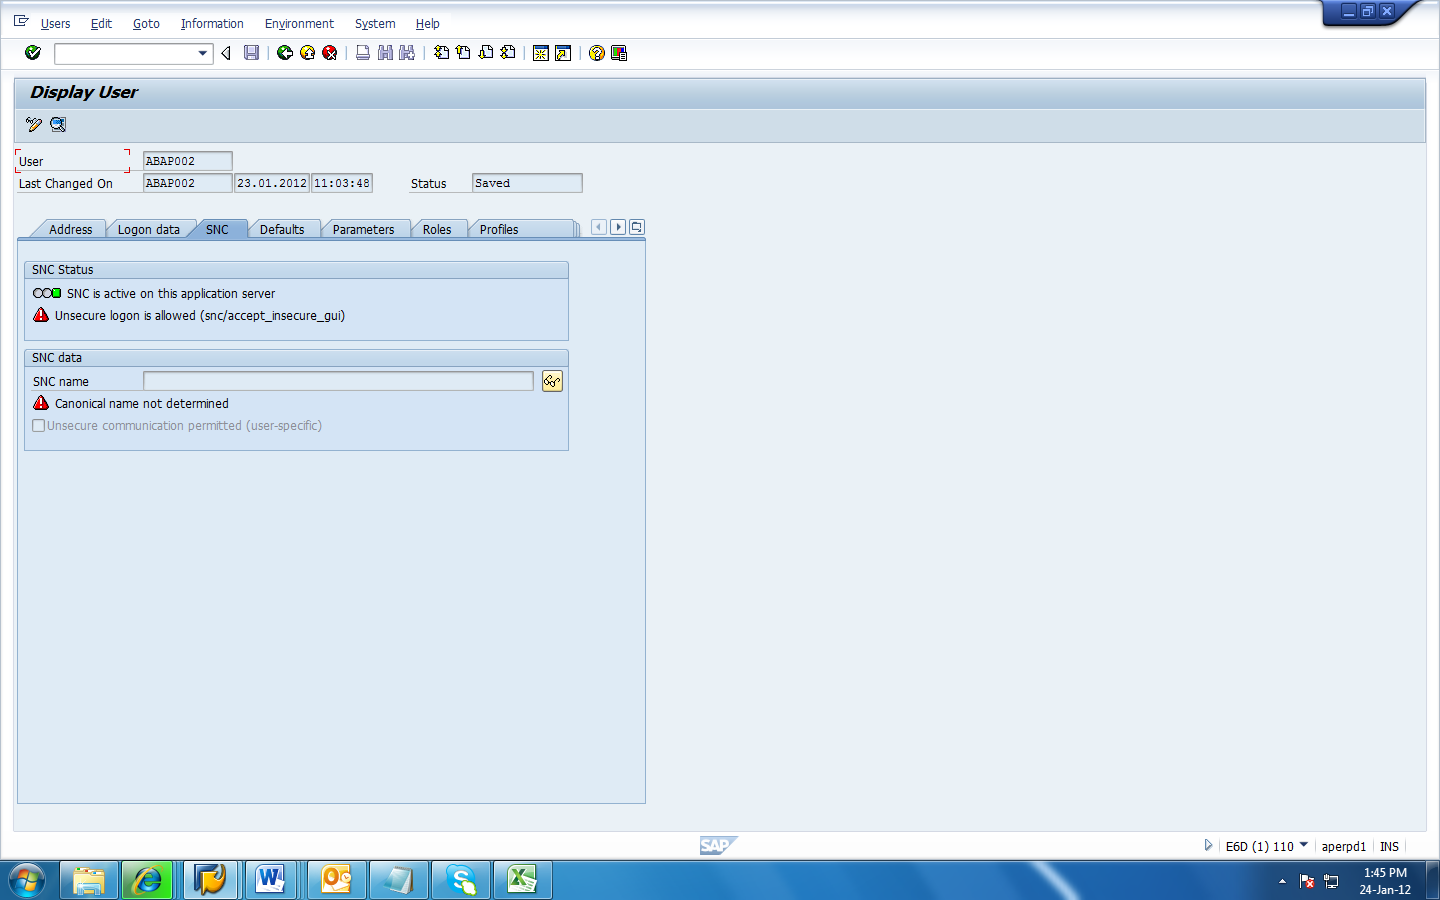 Users Edit Goto Information Environment System Help
Display User
User ABAP002
Last Changed On ABAP002 23.01.2012 11:03:48 Status Saved
Address Logon data SNC Defaults Parameters Roles Profiles
SNC Status
SNC is active on this application server
Unsecure logon is allowed (snc/accept_insecure_gui)
SNC data
SNC name
Canonical name not determined
Unsecure communication permitted (user-specific)
SAP
E6D (1) 110 aperpd1 INS
1:45 PM
24-Jan-12